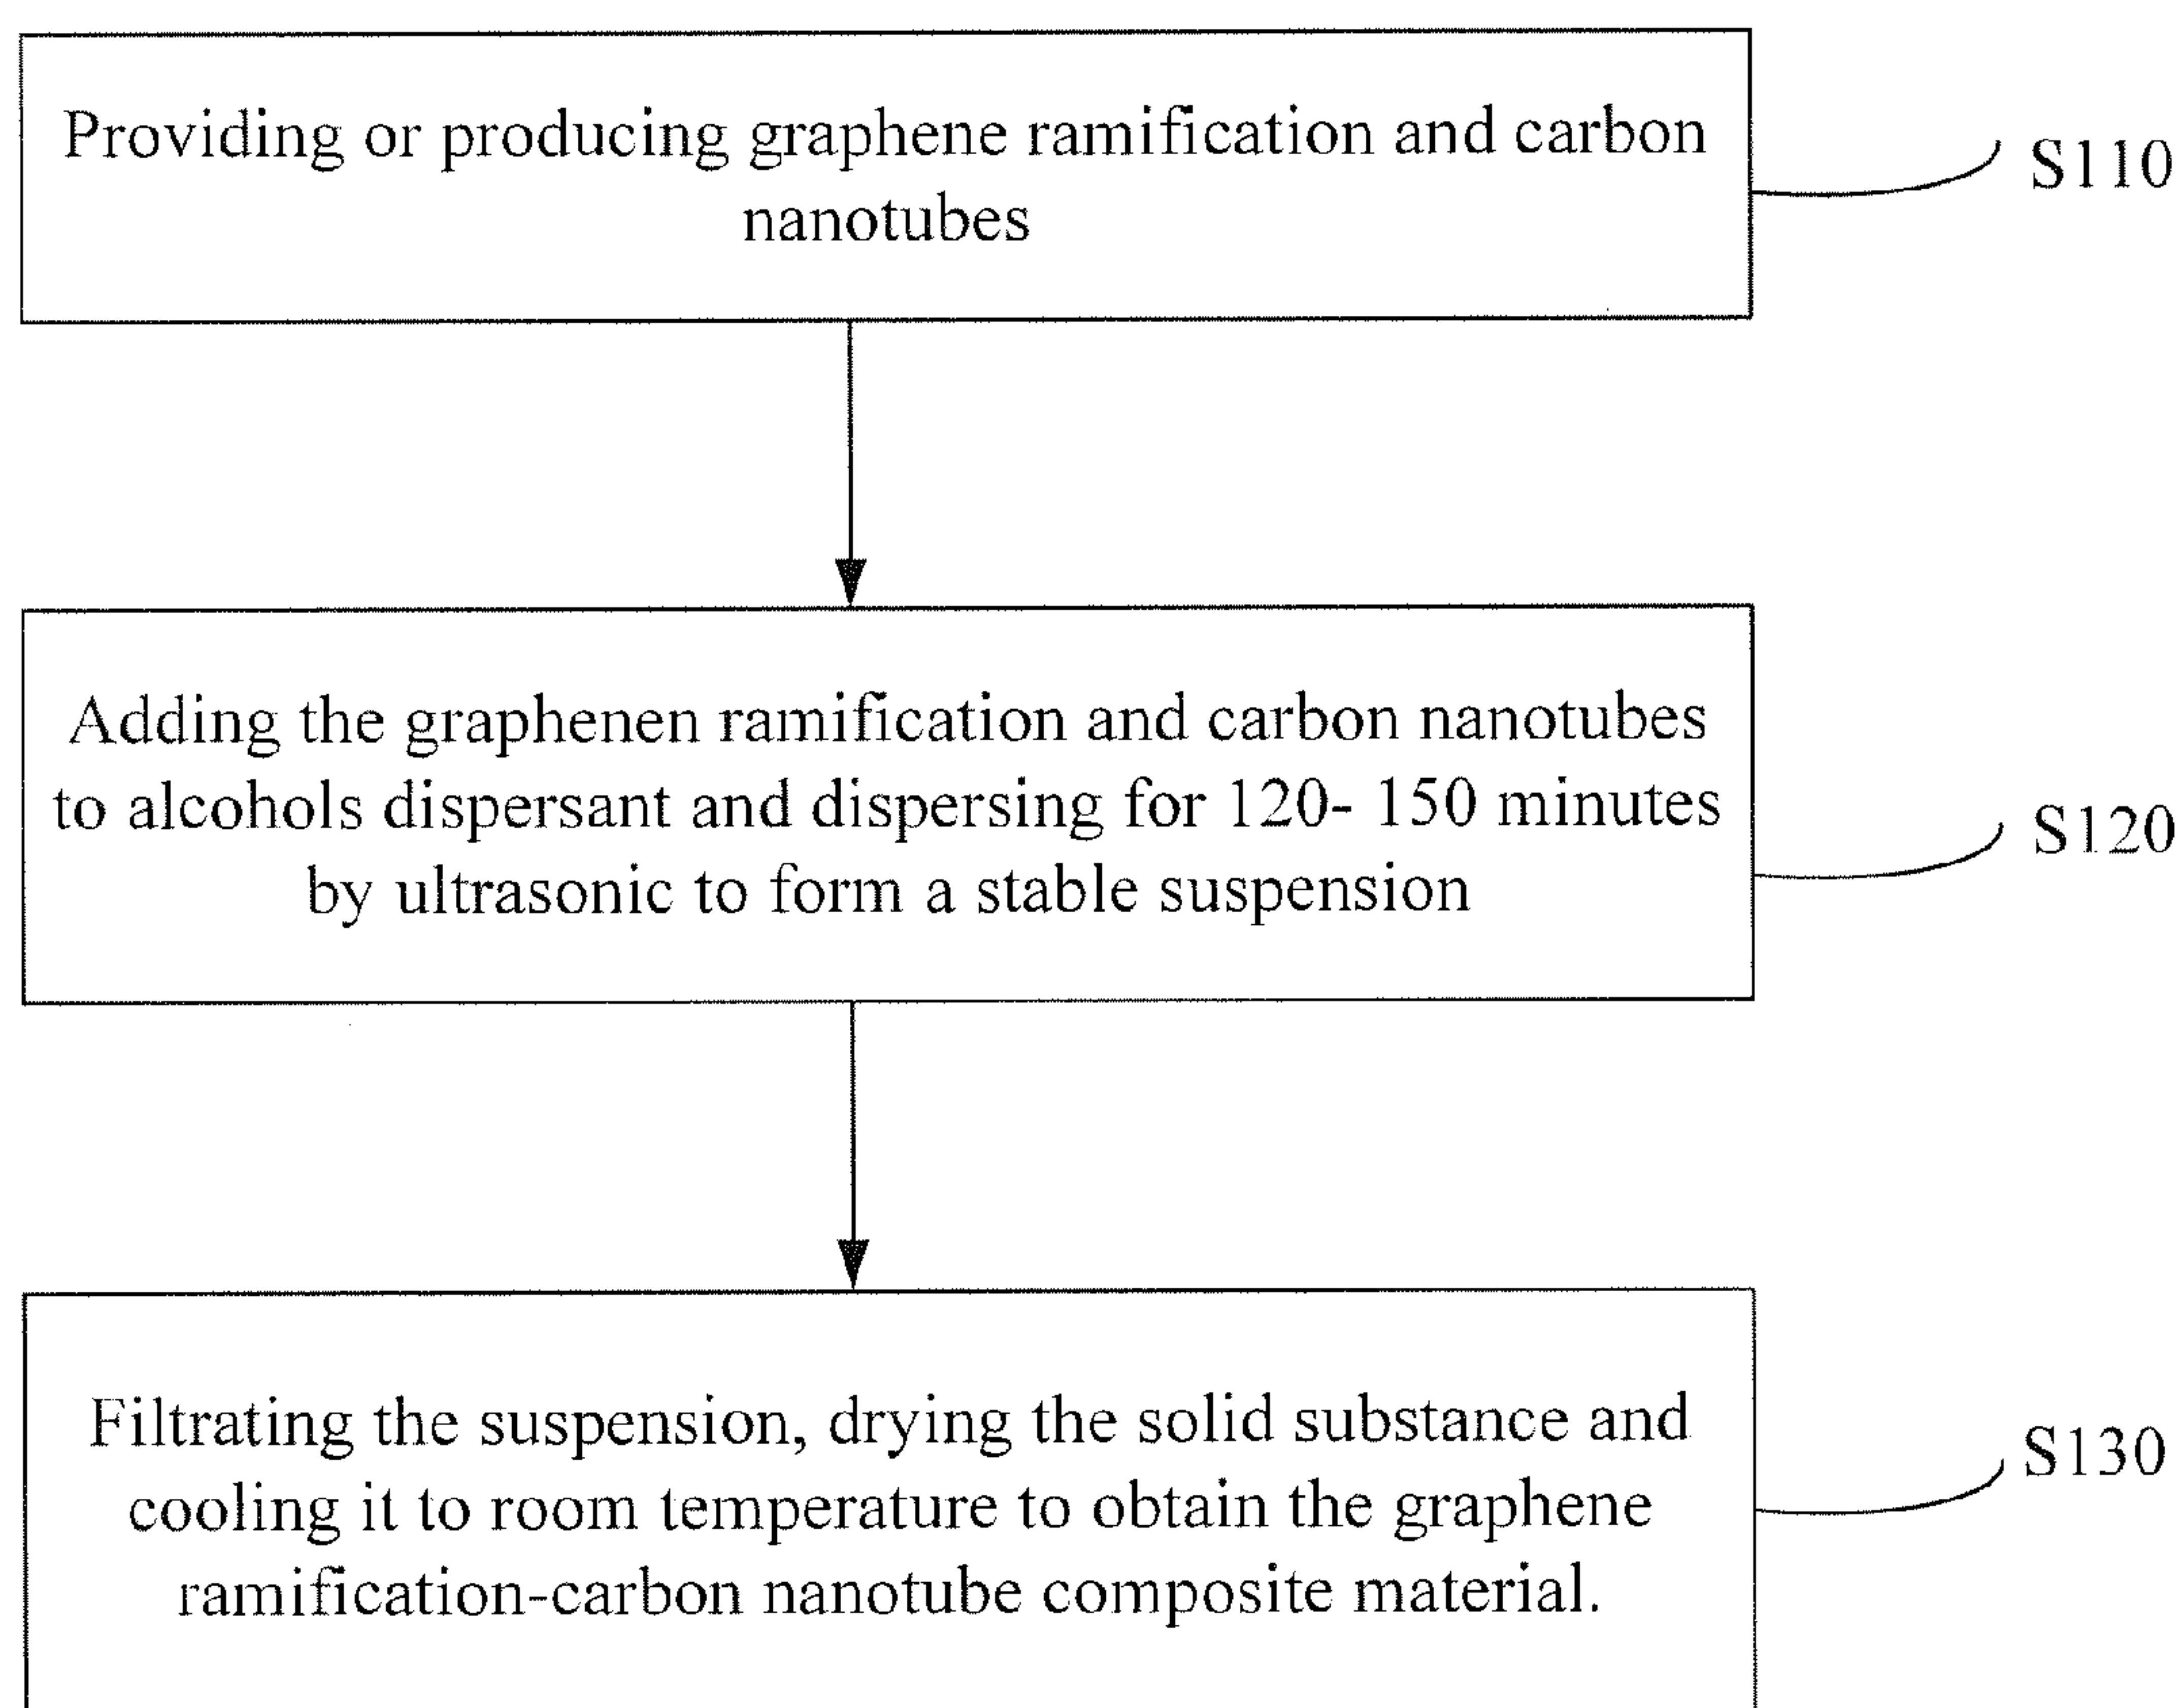 Providing or producing graphene ramification and carbon
nanotubes
S110
Adding the graphenen ramification and carbon nanotubes
to alcohols dispersant and dispersing for 120- 150 minutes
by ultrasonic to form a stable suspension
S120
Filtrating the suspension, drying the solid substance and
cooling it to room temperature to obtain the graphene
ramification-carbon nanotube composite material.
S130